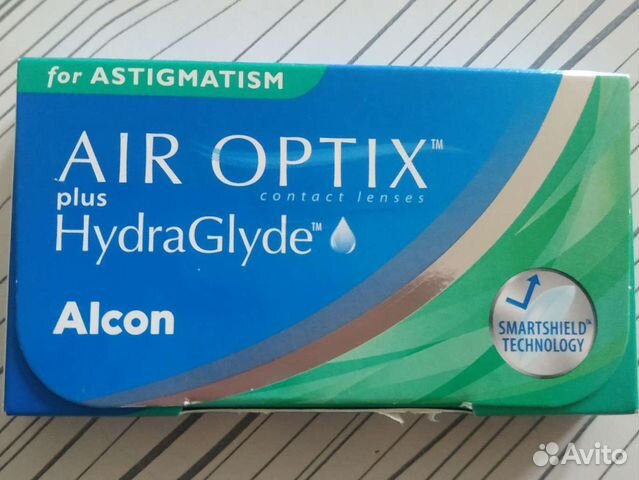 for ASTIGMATISM
AIR OPTIX™
plus contact lenses
HydraGlyde™
Alcon
SMARTSHIELD™
TECHNOLOGY
Avito